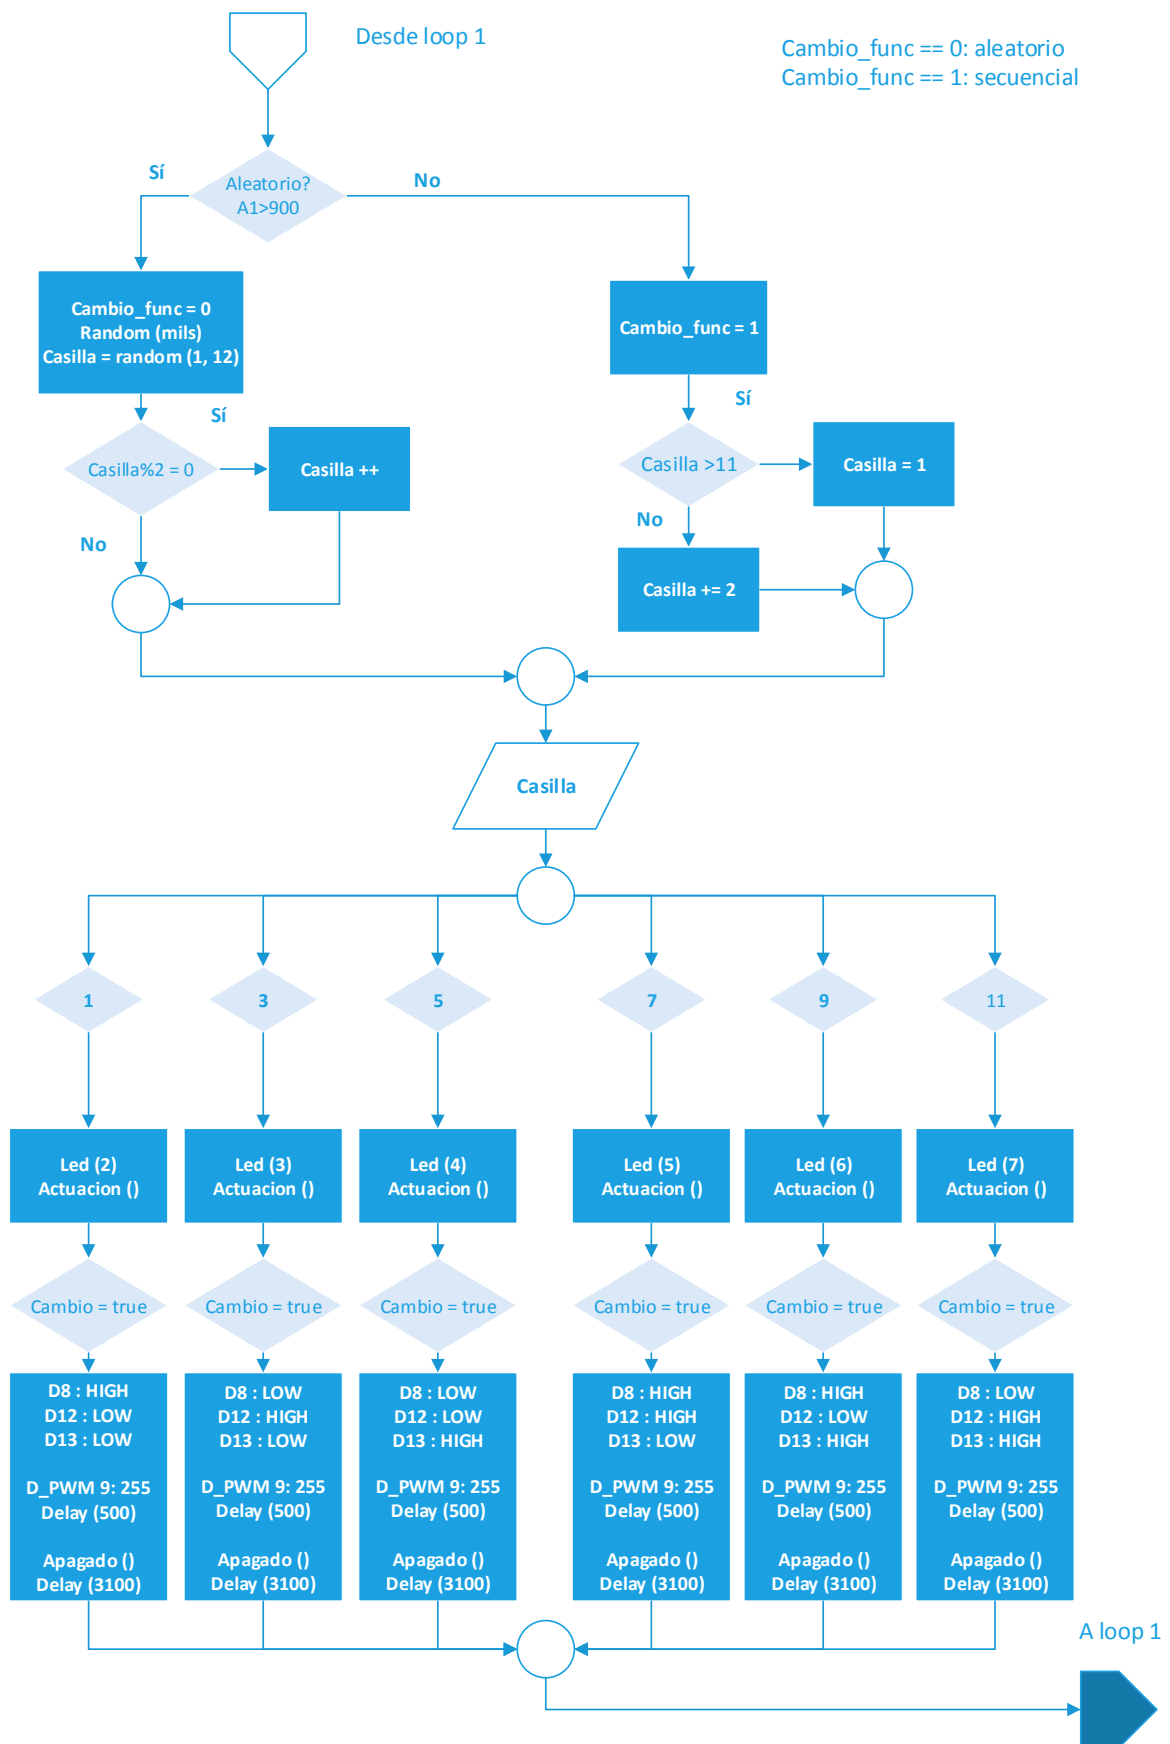 Desde loop 1
Cambio_func == 0: aleatorio
Cambio_func == 1: secuencial
Sí
Aleatorio?
A1>900
No
Cambio_func = 0
Random (mils)
Casilla = random (1, 12)
Cambio_func = 1
Sí
Sí
Casilla%2 = 0
Casilla ++
Casilla >11
Casilla = 1
No
No
Casilla += 2
Casilla
1
3
5
7
9
11
Led (2)
Actuacion ()
Led (3)
Actuacion ()
Led (4)
Actuacion ()
Led (5)
Actuacion ()
Led (6)
Actuacion ()
Led (7)
Actuacion ()
Cambio = true
Cambio = true
Cambio = true
Cambio = true
Cambio = true
Cambio = true
D8 : HIGH
D12 : LOW
D13 : LOW
D_PWM 9: 255
Delay (500)
Apagado ()
Delay (3100)
D8 : LOW
D12 : HIGH
D13 : LOW
D_PWM 9: 255
Delay (500)
Apagado ()
Delay (3100)
D8 : LOW
D12 : LOW
D13 : HIGH
D_PWM 9: 255
Delay (500)
Apagado ()
Delay (3100)
D8 : HIGH
D12 : HIGH
D13 : LOW
D_PWM 9: 255
Delay (500)
Apagado ()
Delay (3100)
D8 : HIGH
D12 : LOW
D13 : HIGH
D_PWM 9: 255
Delay (500)
Apagado ()
Delay (3100)
D8 : LOW
D12 : HIGH
D13 : HIGH
D_PWM 9: 255
Delay (500)
Apagado ()
Delay (3100)
A loop 1